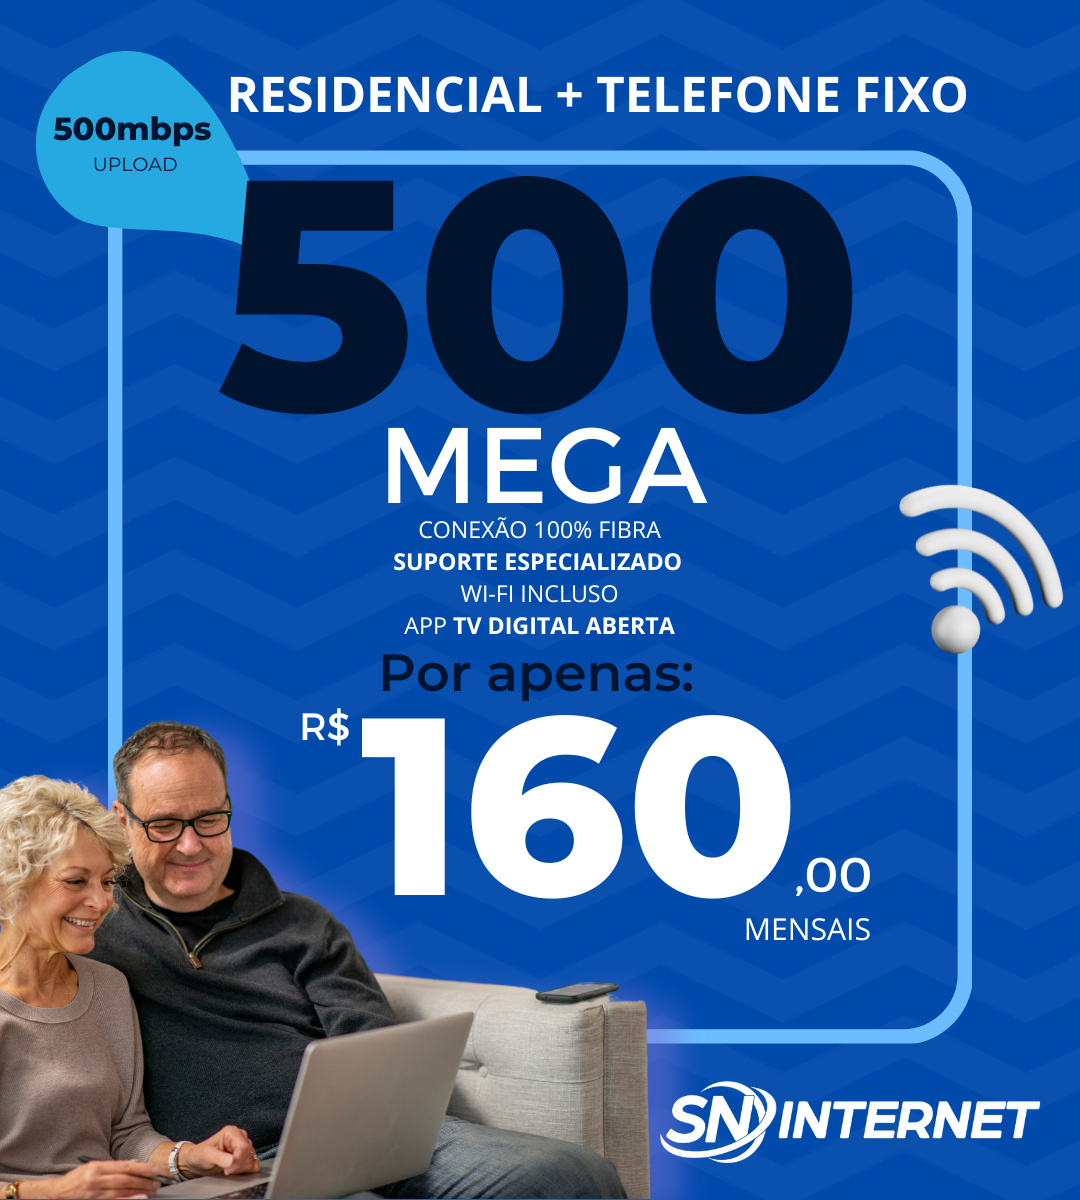 RESIDENCIAL + TELEFONE FIXO
500mbps
UPLOAD
500
MEGA
CONEXÃO 100% FIBRA
SUPORTE ESPECIALIZADO
WI-FI INCLUSO
APP TV DIGITAL ABERTA
Por apenas:
R$160,00
MENSAIS
SN INTERNET